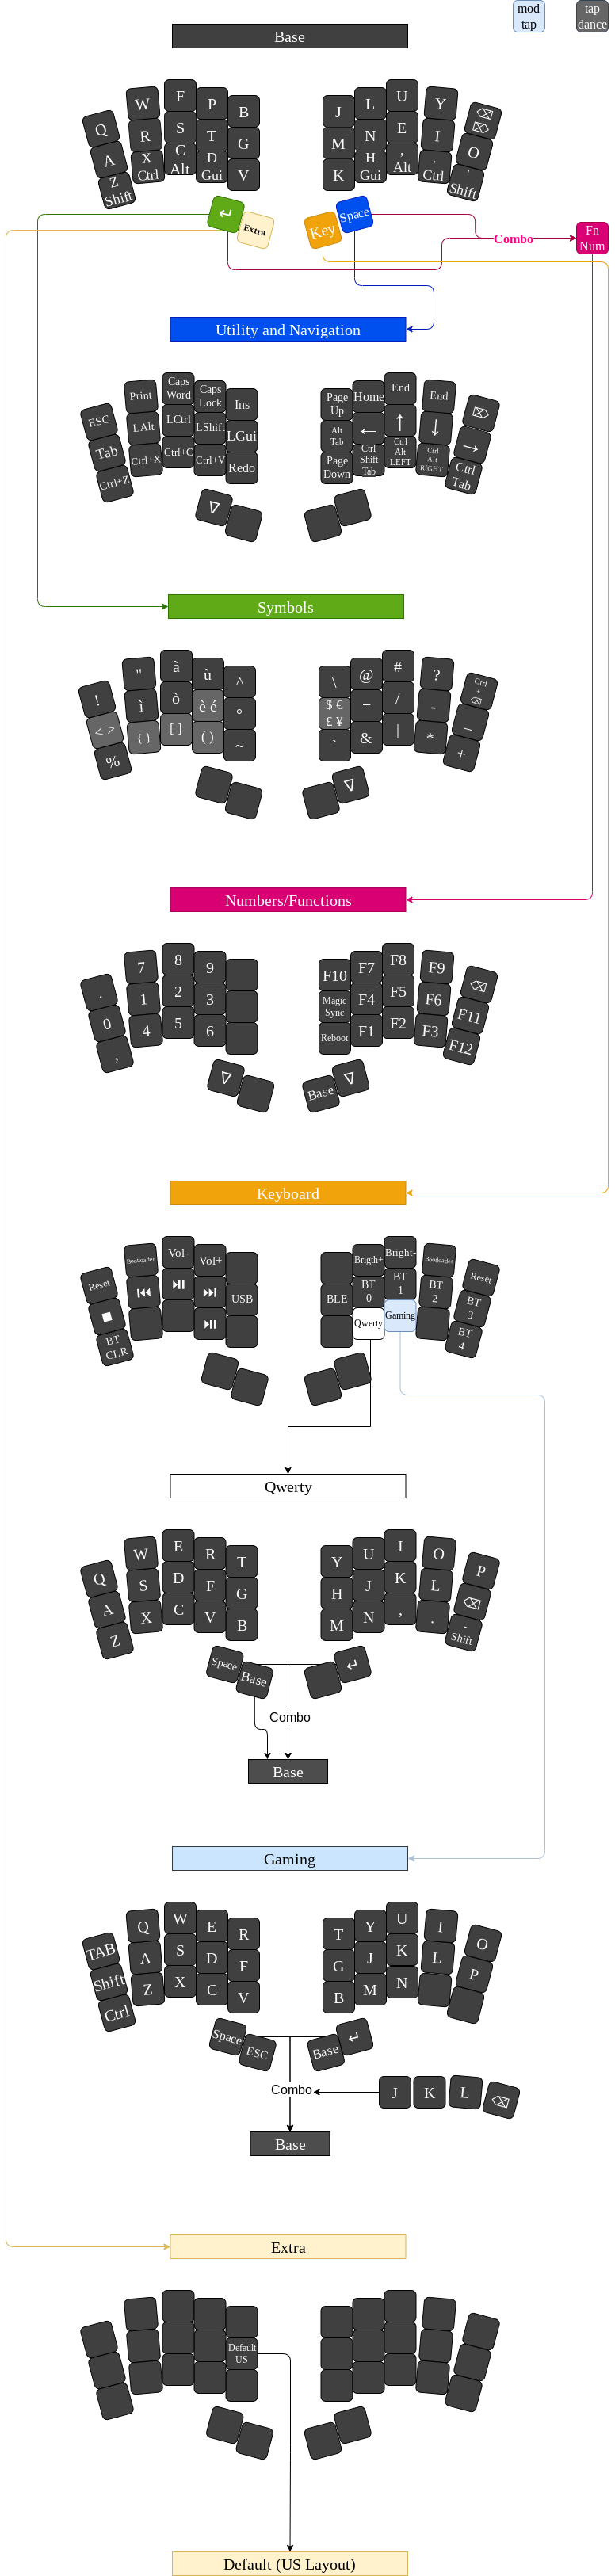 mod
tap
tap
dance
Base
Q W F P B J L U Y ⌫
⌦
A R S T G M N E I O
Z
Shift
X
Ctrl
C
Alt
D
Gui
V K
H
Gui
,
Alt
.
Ctrl
'
Shift
↵ Extra Key Space
Combo
Fn
Num
Utility and Navigation
ESC Print
Caps
Word
Caps
Lock
Ins
Page
Up
Home End End ⌦
Tab LAlt LCtrl LShift LGui
Alt
Tab
← ↑ ↓ →
Ctrl+Z Ctrl+X Ctrl+C Ctrl+V Redo
Page
Down
Ctrl
Shift
Tab
Ctrl
Alt
LEFT
Ctrl
Alt
RIGHT
Ctrl
Tab
∇
Symbols
! " à ù ^ \ @ # ?
Ctrl
+
⌫
< > ì ò è é °
$ €
£ ¥
= / - _
% { } [ ] ( ) ~ ` & | * +
∇
Numbers/Functions
. 7 8 9 F10 F7 F8 F9 ⌫
0 1 2 3
Magic
Sync
F4 F5 F6 F11
, 4 5 6 Reboot F1 F2 F3 F12
∇ Base ∇
Keyboard
Reset Bootloader Vol- Vol+ Brigth+ Bright- Bootloader Reset
■ ⏮ ⏯ ⏭ USB BLE
BT
0
BT
1
BT
2
BT
3
BT
CLR
⏯ Qwerty Gaming
BT
4
Qwerty
Q W E R T Y U I O P
A S D F G H J K L ⌫
Z X C V B M N , .
-
Shift
Space Base ↵
Combo
Base
Gaming
TAB Q W E R T Y U I O
Shift A S D F G J K L P
Ctrl Z X C V B M N
Space ESC Base ↵
Combo
J K L ⌫
Base
Extra
Default
US
Default (US Layout)